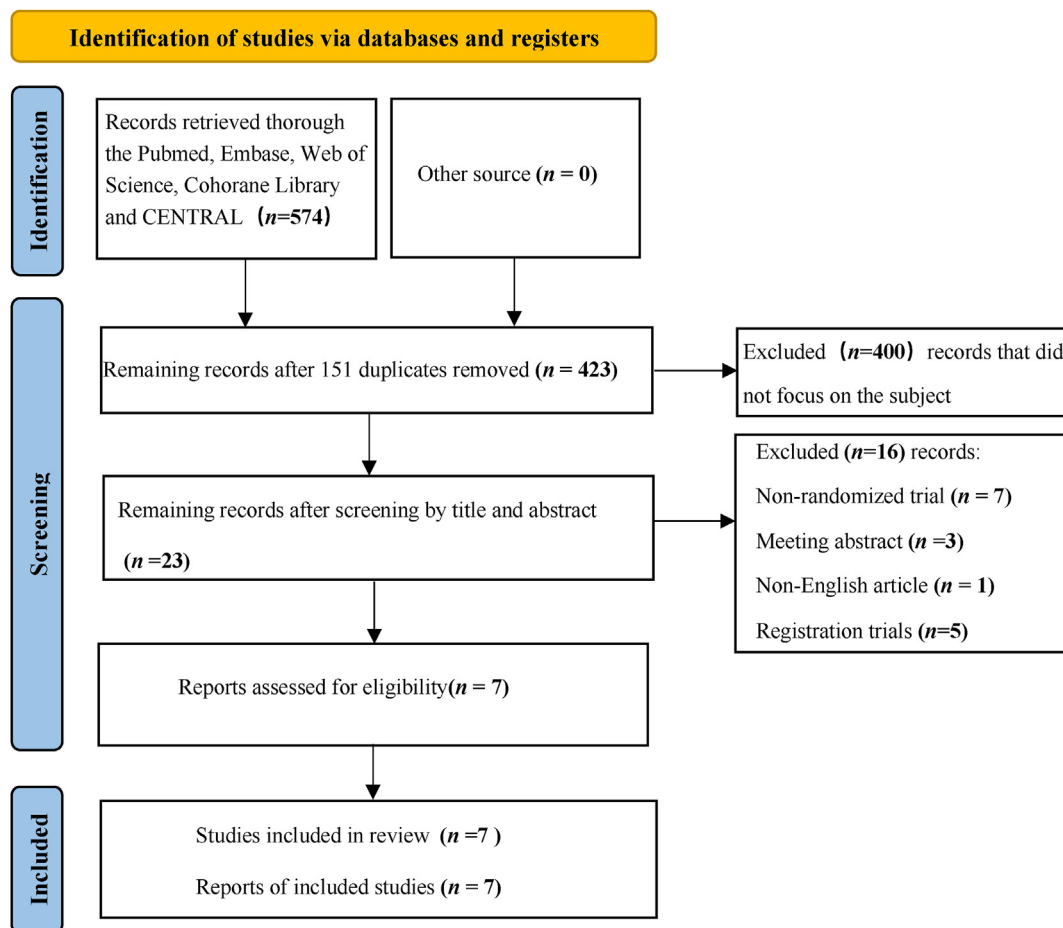 Identification of studies via databases and registers
Identification
Records retrieved thorough
the Pubmed, Embase, Web of
Science, Cohorane Library
and CENTRAL (n=574)
Other source (n = 0)
Screening
Remaining records after 151 duplicates removed (n = 423)
Excluded (n=400) records that did
not focus on the subject
Remaining records after screening by title and abstract
(n =23)
Excluded (n=16) records:
Non-randomized trial (n = 7)
Meeting abstract (n =3)
Non-English article (n = 1)
Registration trials (n=5)
Reports assessed for eligibility(n = 7)
Included
Studies included in review (n =7 )
Reports of included studies (n = 7)